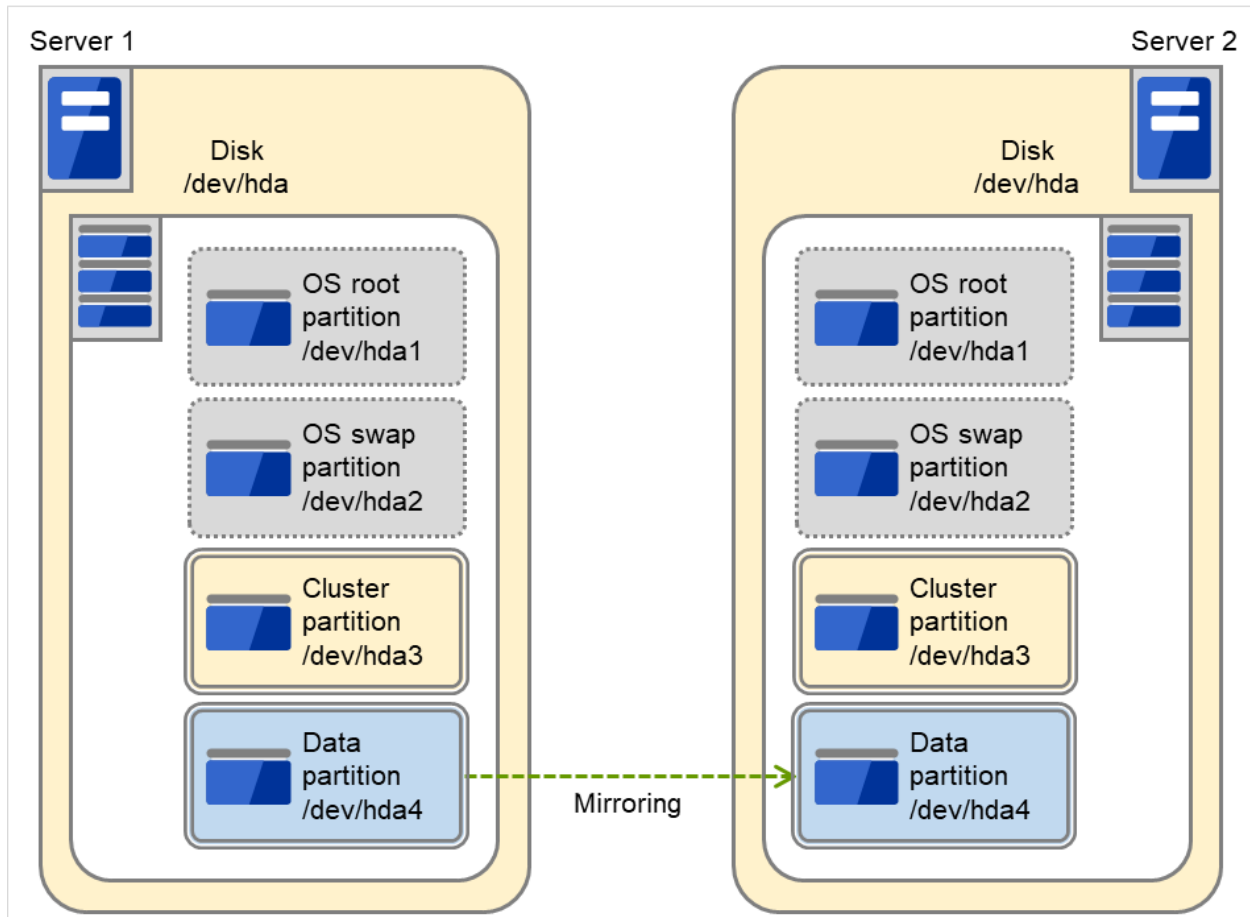 Server 1
Server 2
Disk
/dev/hda
Disk
/dev/hda
OS root
partition
/dev/hda1
OS root
partition
/dev/hda1
OS swap
partition
/dev/hda2
OS swap
partition
/dev/hda2
Cluster
partition
/dev/hda3
Cluster
partition
/dev/hda3
Data
partition
/dev/hda4
Mirroring
Data
partition
/dev/hda4